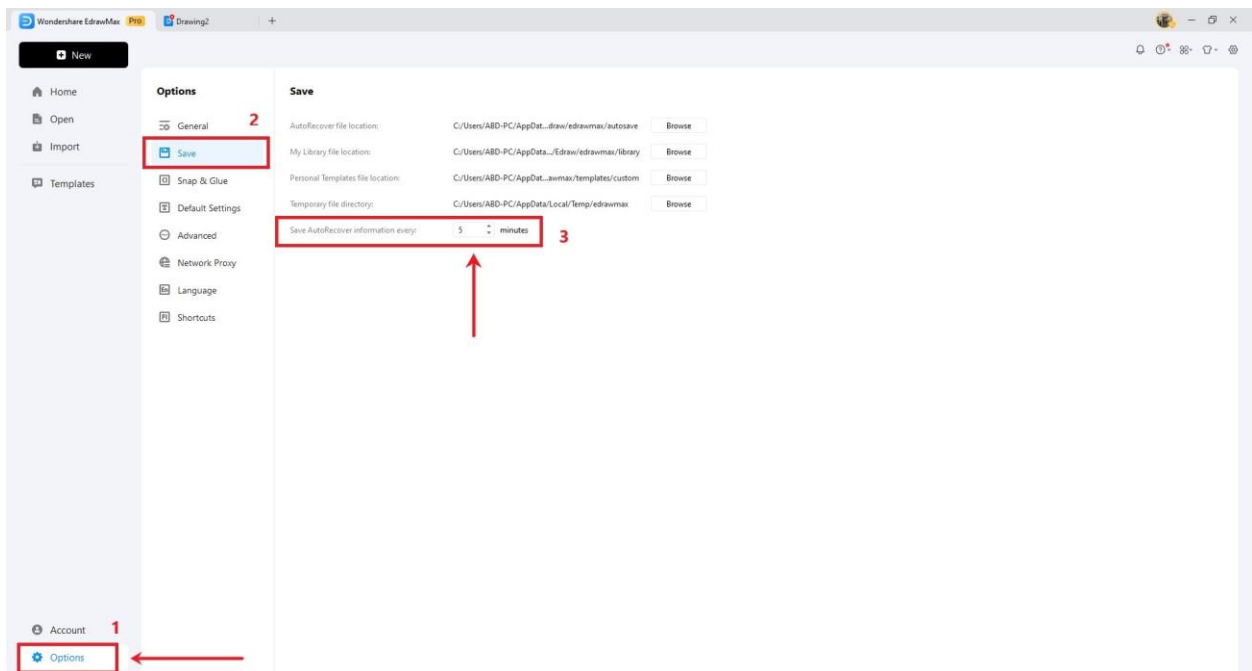 Wondershare EdrawMax Pro
Drawing2
New
Home
Open
Import
Templates
Account
1
Options
Options
General
2
Save
Snap & Glue
Default Settings
Advanced
Network Proxy
Language
Shortcuts
Save
AutoRecover file location: C:/Users/ABD-PC/AppDat...draw/edrawmax/autosave Browse
My Library file location: C:/Users/ABD-PC/AppData.../Edraw/edrawmax/library Browse
Personal Templates file location: C:/Users/ABD-PC/AppDat...awmax/templates/custom Browse
Temporary file directory: C:/Users/ABD-PC/AppData/Local/Temp/edrawmax Browse
Save AutoRecover information every: 5 minutes
3